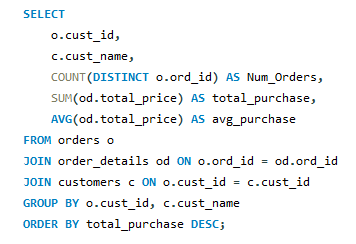 SELECT
o.cust_id,
c.cust_name,
COUNT(DISTINCT o.ord_id) AS Num_Orders,
SUM(od.total_price) AS total_purchase,
AVG(od.total_price) AS avg_purchase
FROM orders o
JOIN order_details od ON o.ord_id = od.ord_id
JOIN customers c ON o.cust_id = c.cust_id
GROUP BY o.cust_id, c.cust_name
ORDER BY total_purchase DESC;